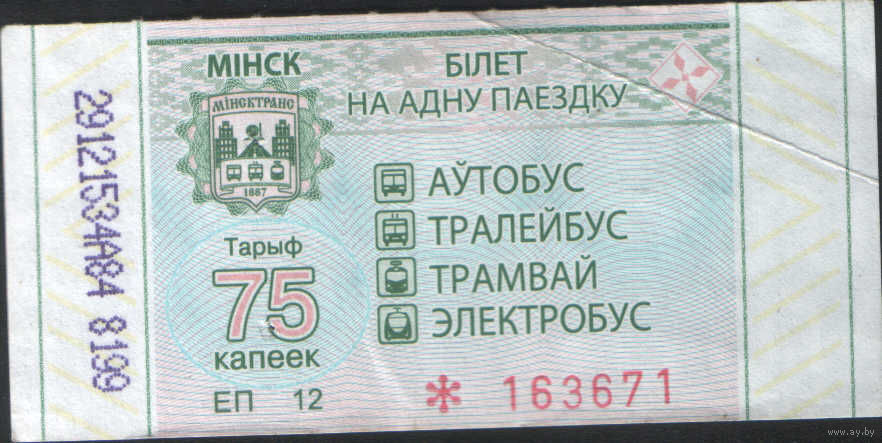 МІНСК
МІНСКТРАНС
1887
Тарыф
75
капеек
ЕП 12
БІЛЕТ
НА АДНУ ПАЕЗДКУ
АЎТОБУС
ТРАЛЕЙБУС
ТРАМВАЙ
ЭЛЕКТРОБУС
* 163671
29121534А84 8199
www.ay.by